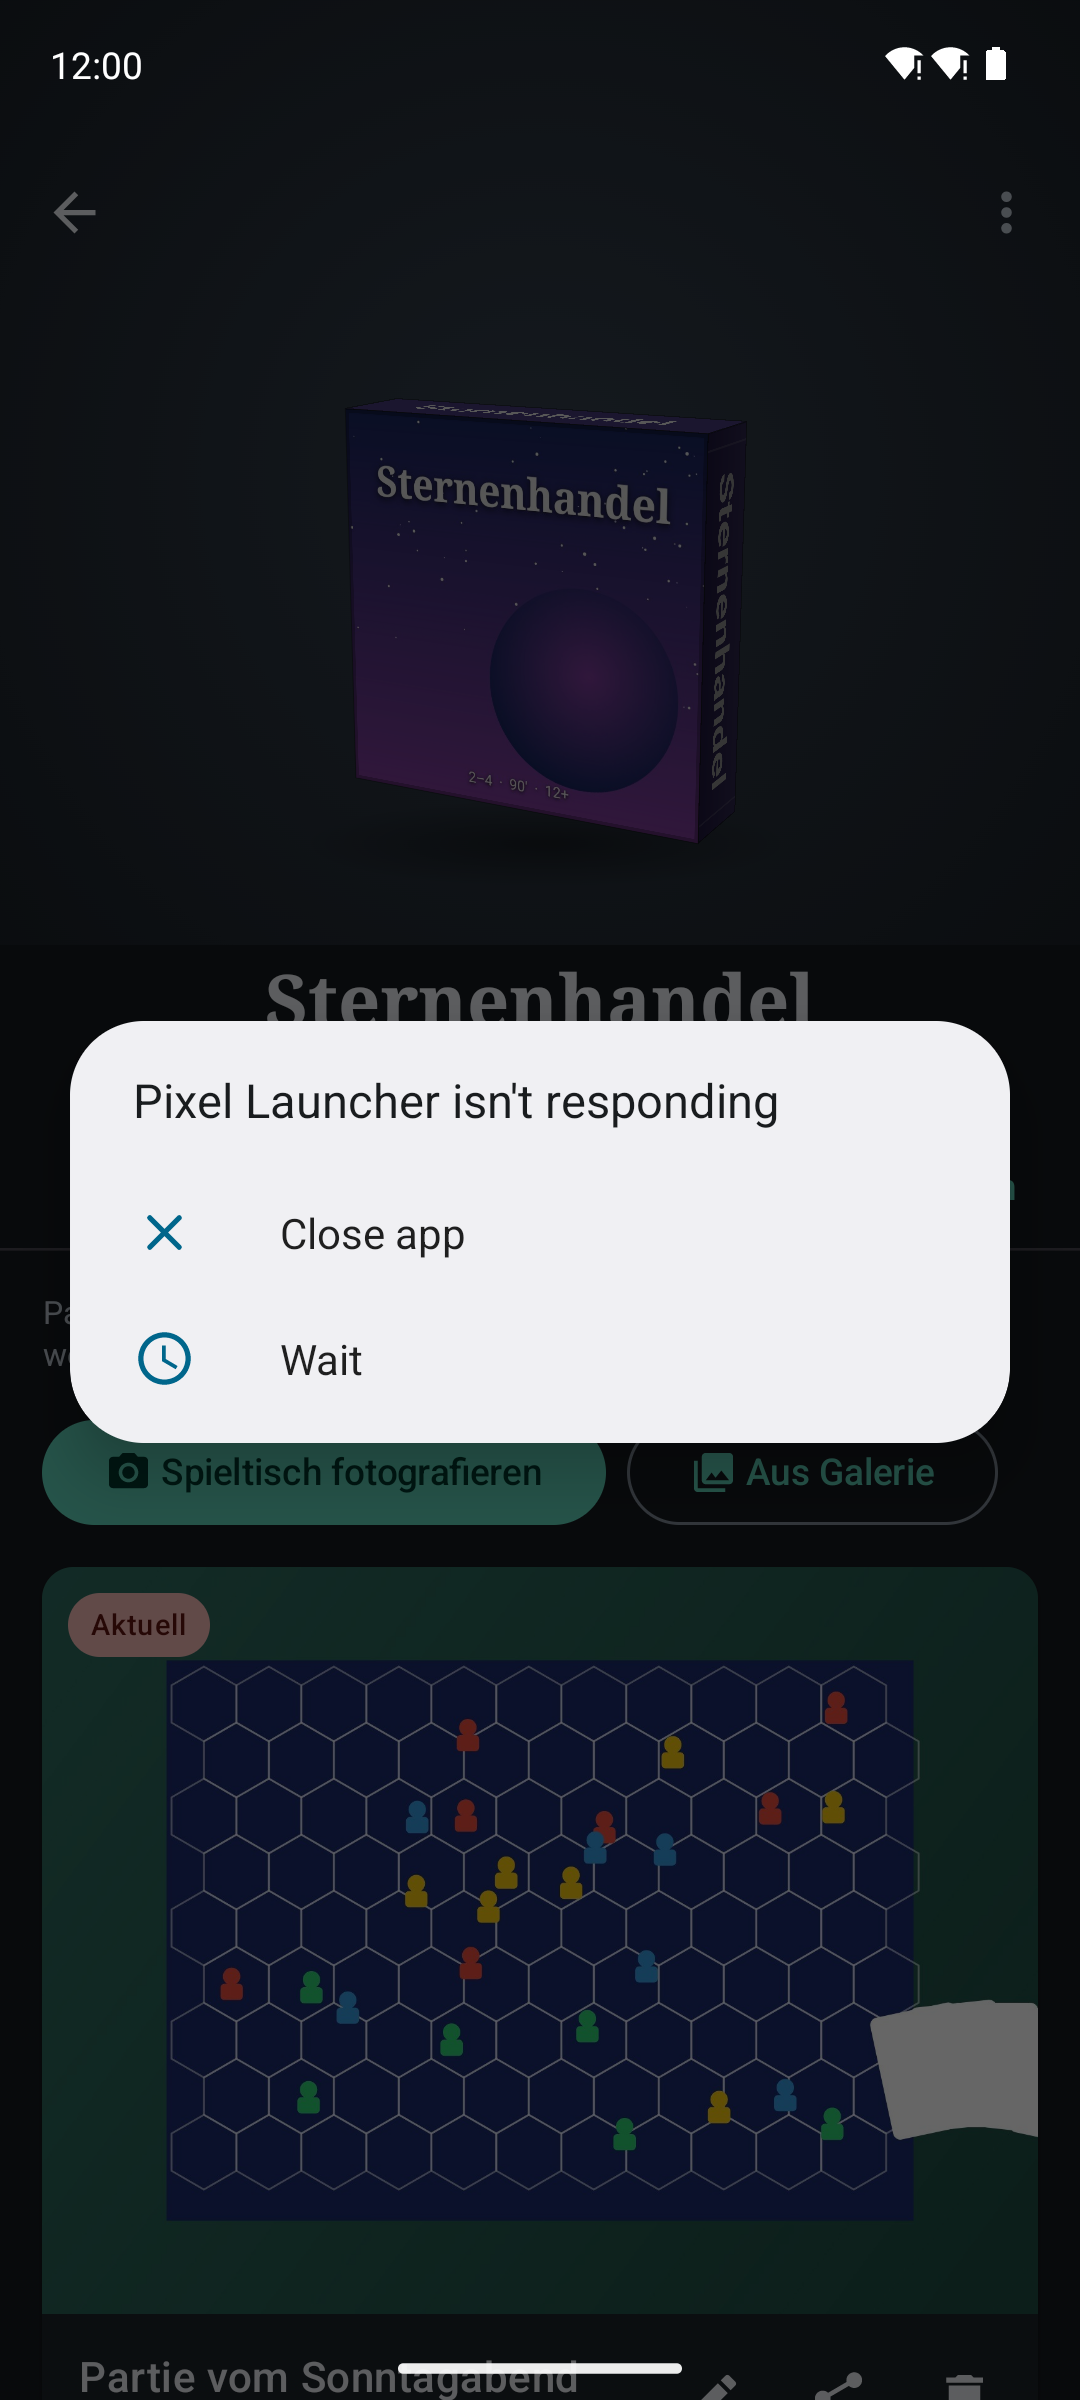 12:00
Sternenhandel
Sternenhandel
Sternenhandel
2–4 · 90' · 12+
Sternenhandel
Pixel Launcher isn't responding
Close app
Wait
Spieltisch fotografieren
Aus Galerie
Aktuell
Partie vom Sonntagabend